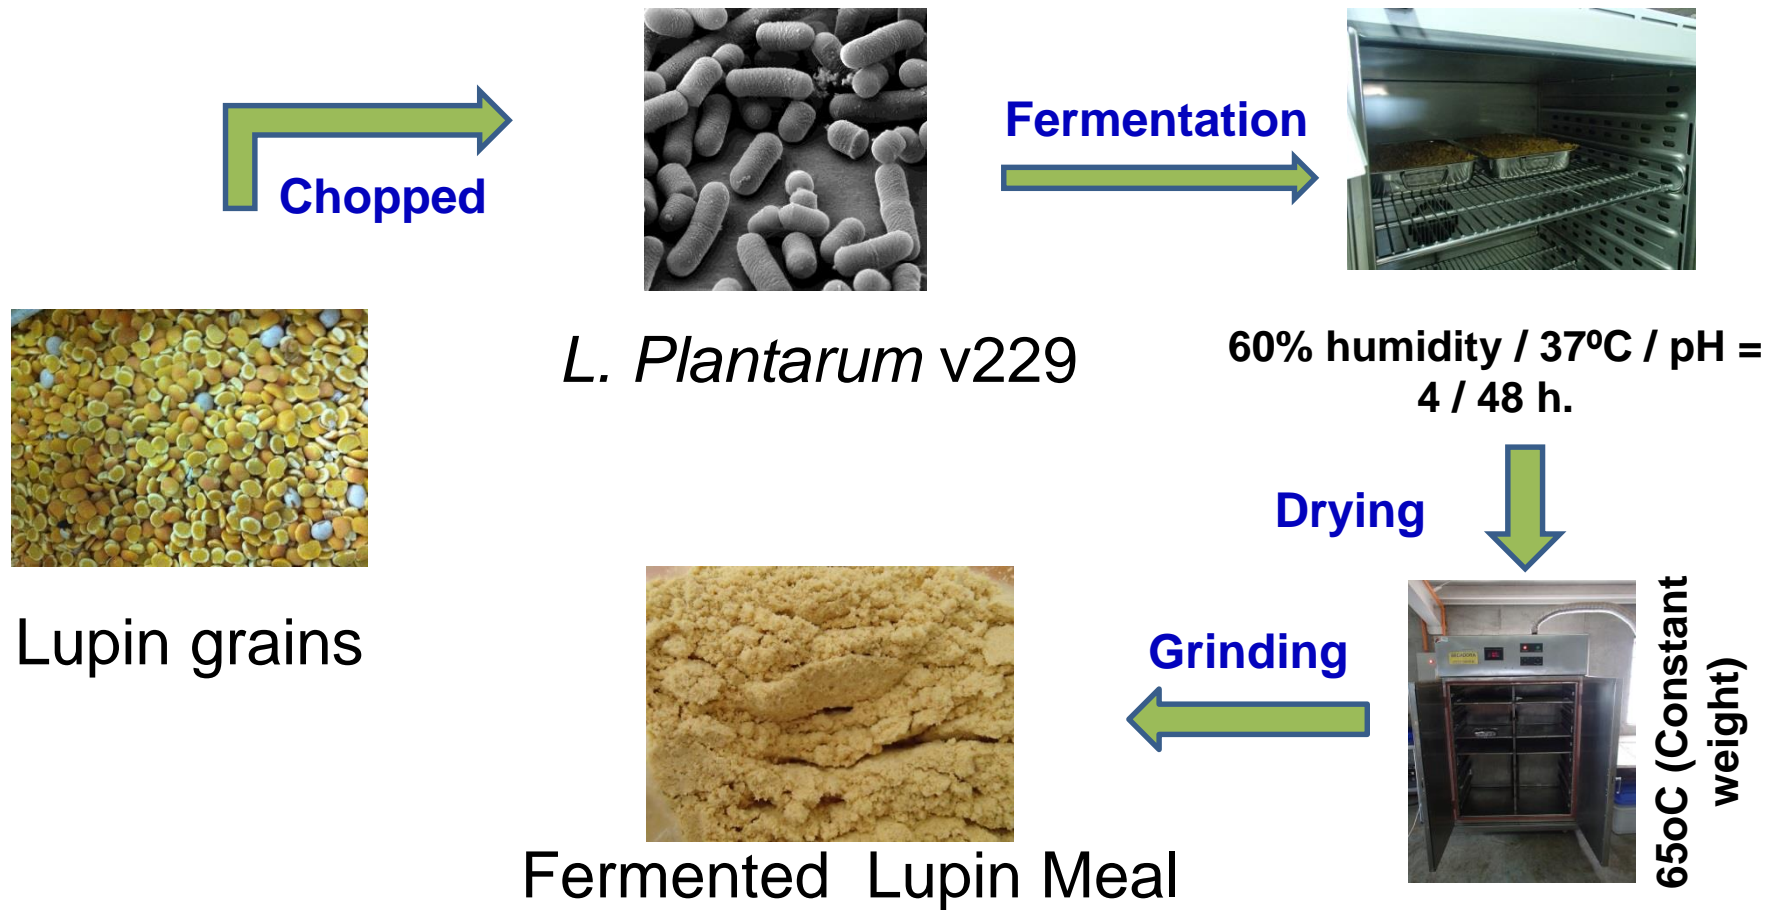 Chopped
Fermentation
L. Plantarum v229
60% humidity / 37ºC / pH =
4 / 48 h.
Lupin grains
Drying
65oC (Constant
weight)
Grinding
Fermented  Lupin Meal